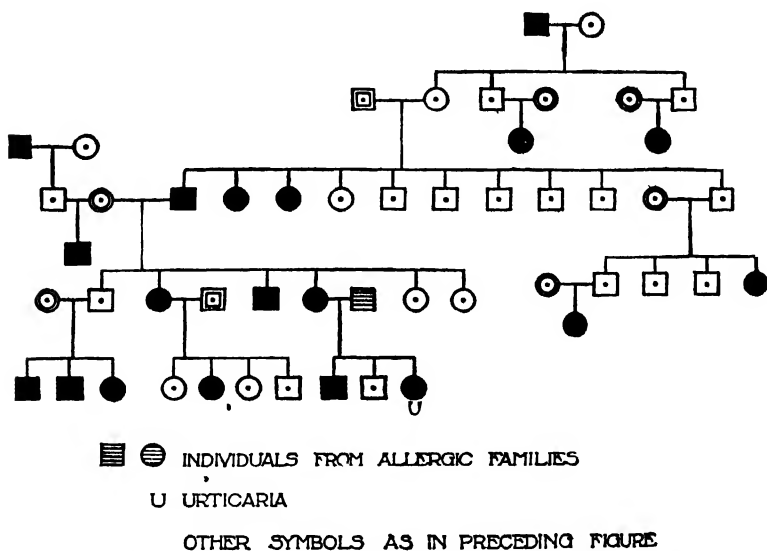 U
INDIVIDUALS FROM ALLERGIC FAMILIES
U URTICARIA
OTHER SYMBOLS AS IN PRECEDING FIGURE